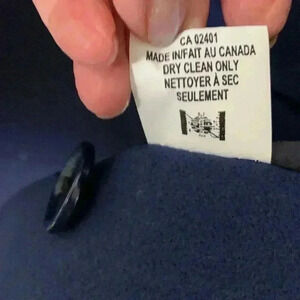 CA 02401
MADE IN/FAIT AU CANADA
DRY CLEAN ONLY
NETTOYER À SEC
SEULEMENT